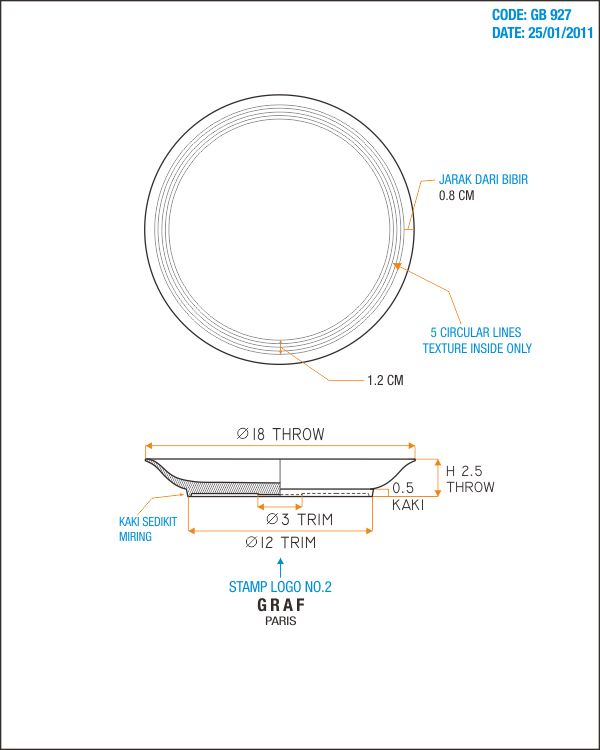 CODE: GB 927
DATE: 25/01/2011
JARAK DARI BIBIR
0.8 CM
5 CIRCULAR LINES
TEXTURE INSIDE ONLY
1.2 CM
∅18 THROW
H 2.5
THROW
0.5
KAKI
KAKI SEDIKIT
MIRING
∅3 TRIM
∅12 TRIM
STAMP LOGO NO.2
GRAF
PARIS